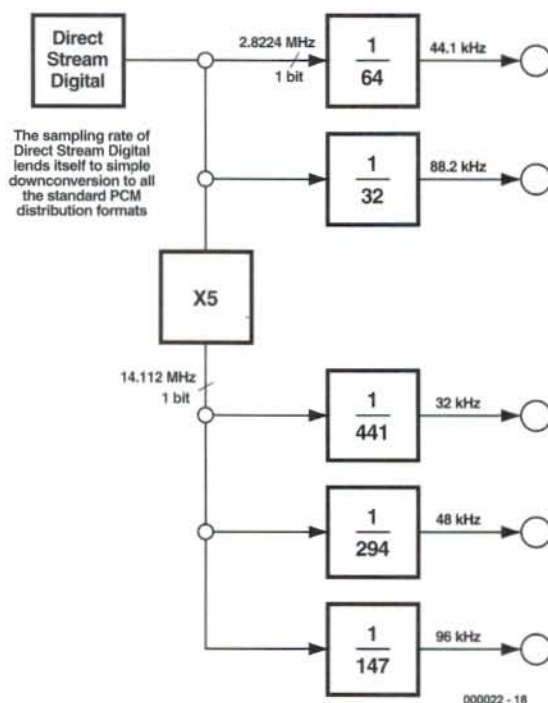 Direct
Stream
Digital
The sampling rate of
Direct Stream Digital
lends itself to simple
downconversion to all
the standard PCM
distribution formats
2.8224 MHz
1 bit
1
64
44.1 kHz
1
32
88.2 kHz
X5
14.112 MHz
1 bit
1
441
32 kHz
1
294
48 kHz
1
147
96 kHz
000022 - 18